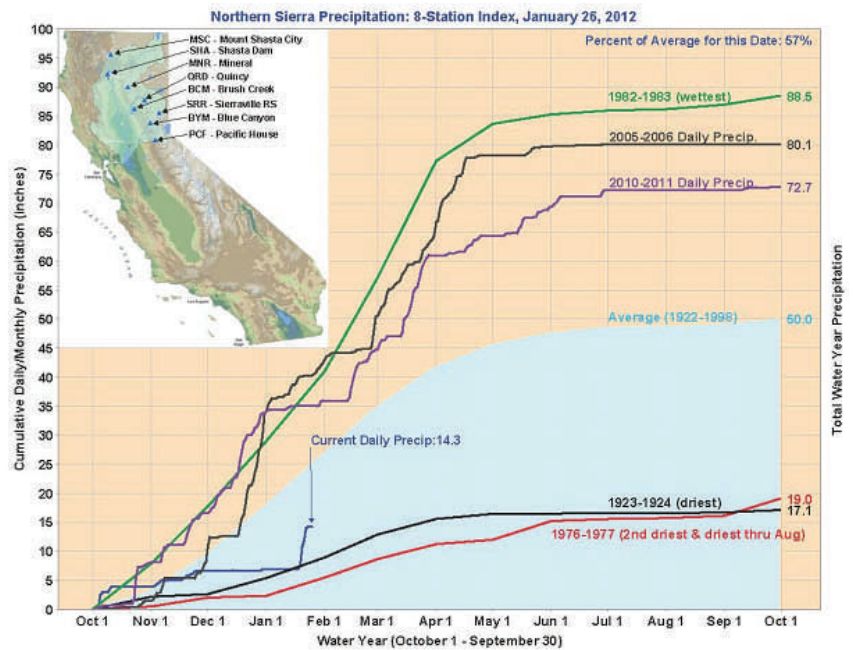 Northern Sierra Precipitation: 8-Station Index, January 26, 2012
Percent of Average for this Date: 57%
MSC - Mount Shasta City
SHA - Shasta Dam
MNR - Mineral
QRD - Quincy
BCM - Brush Creek
SRR - Sierraville RS
BYM - Blue Canyon
PCF - Pacific House
Cumulative Daily/Monthly Precipitation (inches)
100
95
90
85
80
75
70
65
60
55
50
45
40
35
30
25
20
15
10
5
0
1982-1983 (wettest)
88.5
2005-2006 Daily Precip.
80.1
2010-2011 Daily Precip
72.7
Average (1922-1998)
50.0
Current Daily Precip:14.3
1923-1924 (driest)
19.0
17.1
1976-1977 (2nd driest & driest thru Aug)
Total Water Year Precipitation
Oct 1 Nov 1 Dec 1 Jan 1 Feb 1 Mar 1 Apr 1 May 1 Jun 1 Jul 1 Aug 1 Sep 1 Oct 1
Water Year (October 1 - September 30)